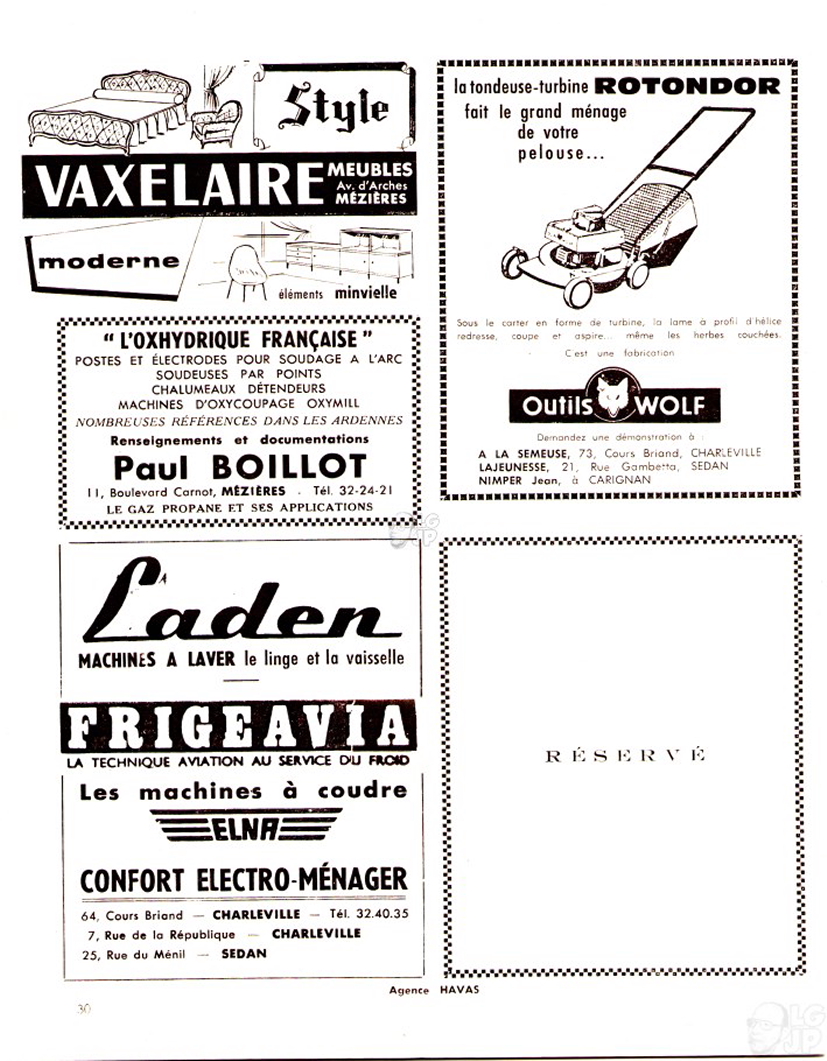 Style
VAXELAIRE
MEUBLES
Av. d'Arches
MÉZIÈRES
moderne
éléments minvielle
" L'OXHYDRIQUE FRANÇAISE "
POSTES ET ÉLECTRODES POUR SOUDAGE A L'ARC
SOUDEUSES PAR POINTS
CHALUMEAUX DÉTENDEURS
MACHINES D'OXYCOUPAGE OXYMILL
NOMBREUSES RÉFÉRENCES DANS LES ARDENNES
Renseignements et documentations
Paul BOILLOT
11, Boulevard Carnot, MÉZIÈRES - Tél. 32-24-21
LE GAZ PROPANE ET SES APPLICATIONS
Laden
MACHINES A LAVER le linge et la vaisselle
FRIGEAVIA
LA TECHNIQUE AVIATION AU SERVICE DU FROID
Les machines à coudre
ELNA
CONFORT ELECTRO-MÉNAGER
64, Cours Briand — CHARLEVILLE — Tél. 32.40.35
7, Rue de la République — CHARLEVILLE
25, Rue du Ménil — SEDAN
la tondeuse-turbine ROTONDOR
fait le grand ménage
de votre
pelouse...
Sous le carter en forme de turbine, la lame à profil d'hélice
redresse, coupe et aspire... même les herbes couchées.
C'est une fabrication
Outils WOLF
Demandez une démonstration à :
A LA SEMEUSE, 73, Cours Briand, CHARLEVILLE
LAJEUNESSE, 21, Rue Gambetta, SEDAN
NIMPER Jean, à CARIGNAN
RÉSERVÉ
Agence HAVAS
30
LG
JP
LG
JP